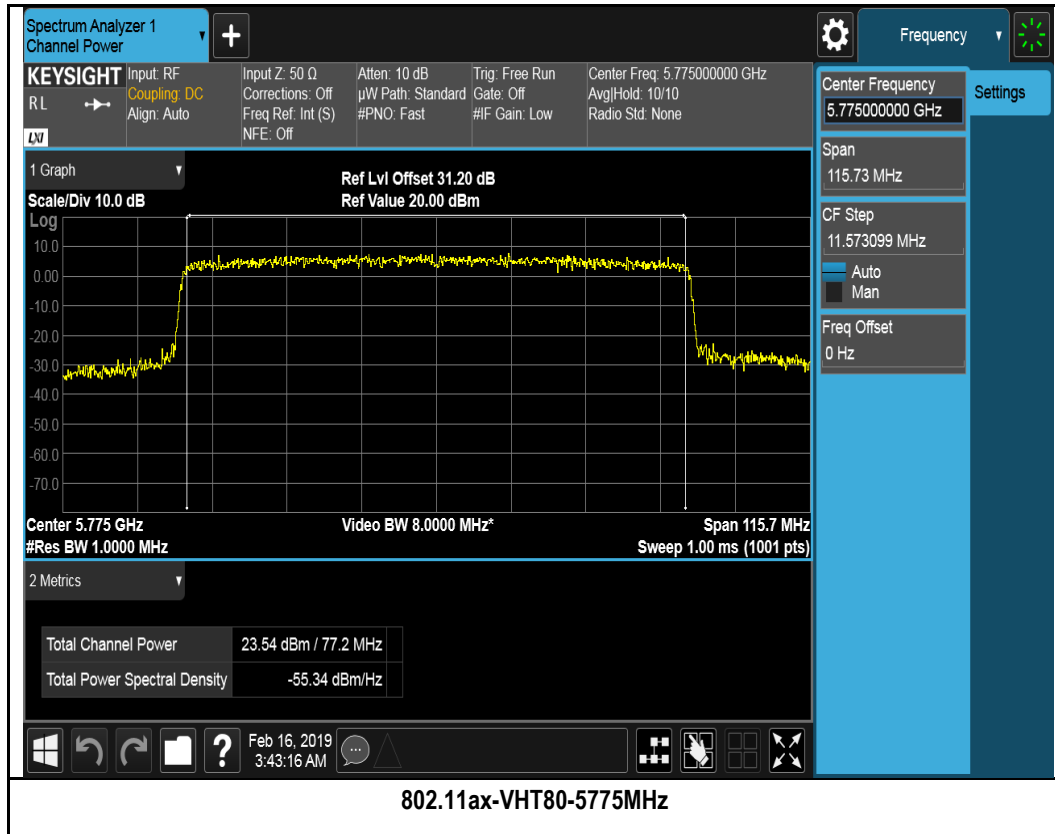 Spectrum Analyzer 1
Channel Power
+
Frequency
KEYSIGHT
RL
LXI
Input: RF
Coupling: DC
Align: Auto
Input Z: 50 Ω
Corrections: Off
Freq Ref: Int (S)
NFE: Off
Atten: 10 dB
µW Path: Standard
#PNO: Fast
Trig: Free Run
Gate: Off
#IF Gain: Low
Center Freq: 5.775000000 GHz
Avg|Hold: 10/10
Radio Std: None
Center Frequency
5.775000000 GHz
Settings
Span
115.73 MHz
CF Step
11.573099 MHz
Auto
Man
Freq Offset
0 Hz
1 Graph
Scale/Div 10.0 dB
Ref Lvl Offset 31.20 dB
Ref Value 20.00 dBm
Log
10.0
0.00
-10.0
-20.0
-30.0
-40.0
-50.0
-60.0
-70.0
Center 5.775 GHz
#Res BW 1.0000 MHz
Video BW 8.0000 MHz*
Span 115.7 MHz
Sweep 1.00 ms (1001 pts)
2 Metrics
Total Channel Power 23.54 dBm / 77.2 MHz
Total Power Spectral Density -55.34 dBm/Hz
?
Feb 16, 2019
3:43:16 AM
802.11ax-VHT80-5775MHz